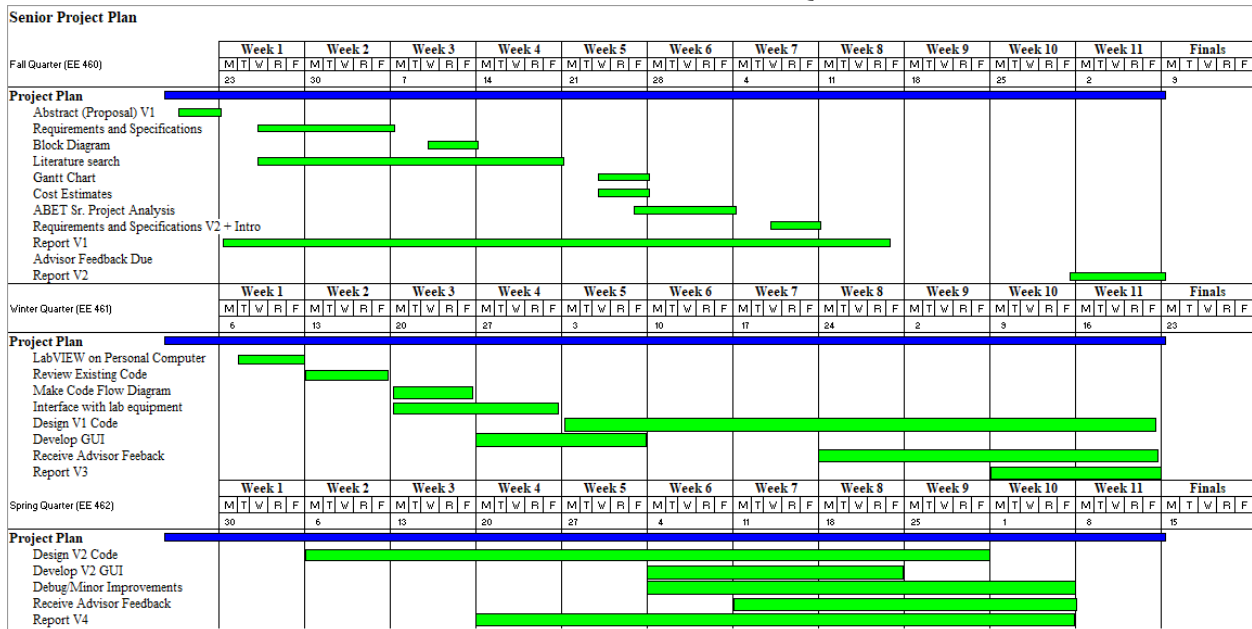 Senior Project Plan
Week 1 Week 2 Week 3 Week 4 Week 5 Week 6 Week 7 Week 8 Week 9 Week 10 Week 11 Finals
Fall Quarter (EE 460) M T W R F M T W R F M T W R F M T W R F M T W R F M T W R F M T W R F M T W R F M T W R F M T W R F M T W R F M T W R F
23 30 7 14 21 28 4 11 18 25 2 9
Project Plan
Abstract (Proposal) V1
Requirements and Specifications
Block Diagram
Literature search
Gantt Chart
Cost Estimates
ABET Sr. Project Analysis
Requirements and Specifications V2 + Intro
Report V1
Advisor Feedback Due
Report V2
Week 1 Week 2 Week 3 Week 4 Week 5 Week 6 Week 7 Week 8 Week 9 Week 10 Week 11 Finals
Winter Quarter (EE 461) M T W R F M T W R F M T W R F M T W R F M T W R F M T W R F M T W R F M T W R F M T W R F M T W R F M T W R F M T W R F
6 13 20 27 3 10 17 24 2 9 16 23
Project Plan
LabVIEW on Personal Computer
Review Existing Code
Make Code Flow Diagram
Interface with lab equipment
Design V1 Code
Develop GUI
Receive Advisor Feeback
Report V3
Week 1 Week 2 Week 3 Week 4 Week 5 Week 6 Week 7 Week 8 Week 9 Week 10 Week 11 Finals
Spring Quarter (EE 462) M T W R F M T W R F M T W R F M T W R F M T W R F M T W R F M T W R F M T W R F M T W R F M T W R F M T W R F M T W R F
30 6 13 20 27 4 11 18 25 1 8 15
Project Plan
Design V2 Code
Develop V2 GUI
Debug/Minor Improvements
Receive Advisor Feedback
Report V4